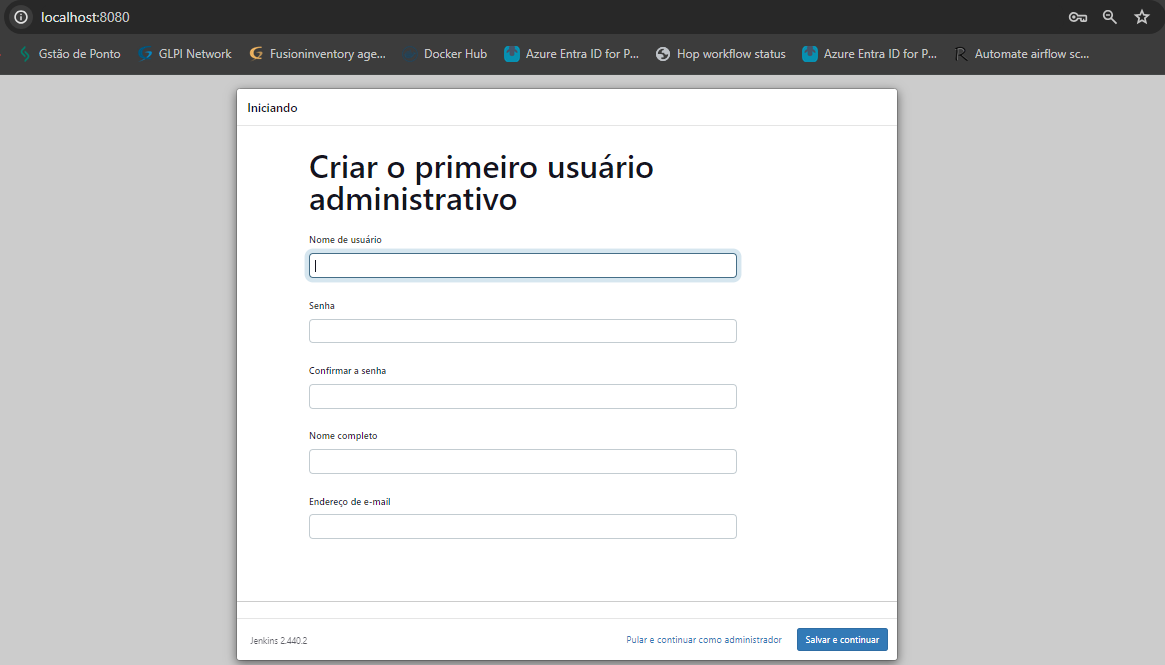 localhost:8080
Gstão de Ponto GLPI Network Fusioninventory age... Docker Hub Azure Entra ID for P... Hop workflow status Azure Entra ID for P... Automate airflow sc...
Iniciando
Criar o primeiro usuário
administrativo
Nome de usuário
Senha
Confirmar a senha
Nome completo
Endereço de e-mail
Jenkins 2.440.2 Pular e continuar como administrador Salvar e continuar